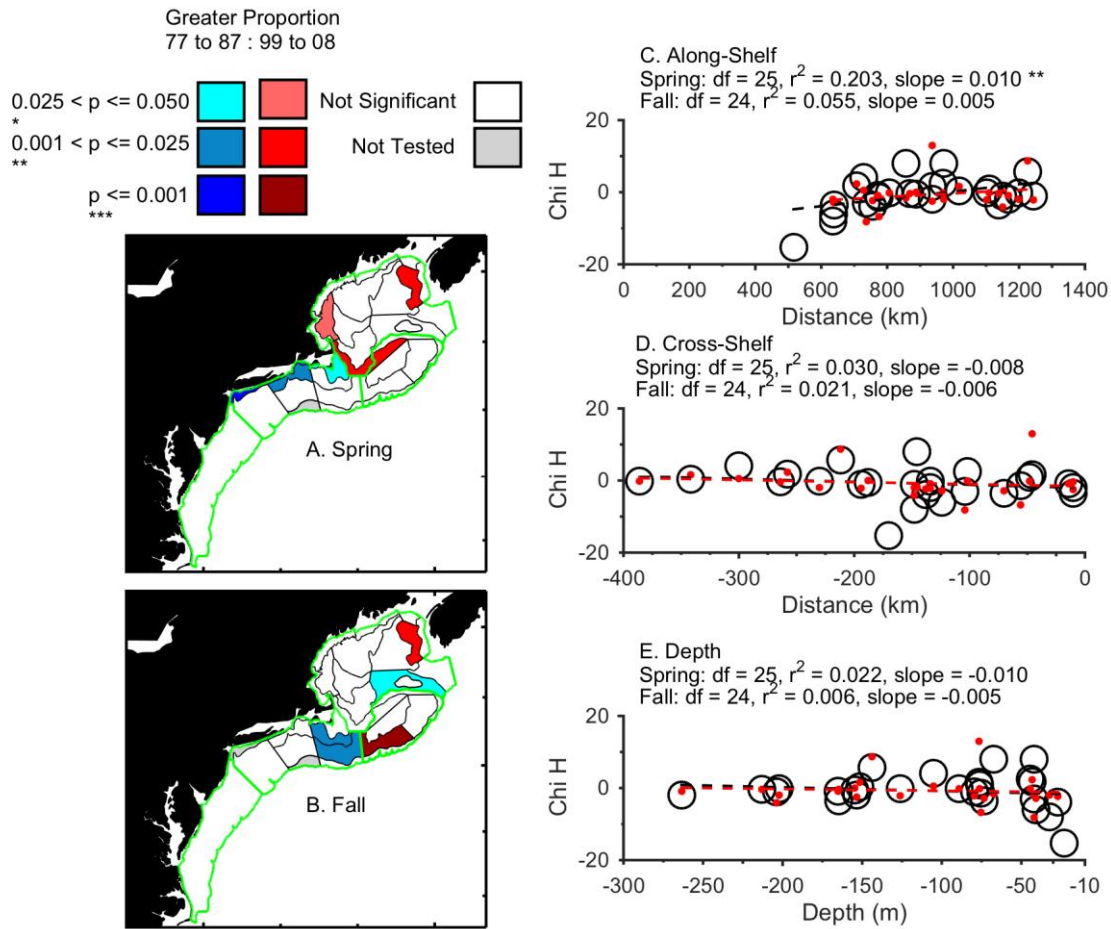 Greater Proportion
77 to 87 : 99 to 08
0.025 < p <= 0.050
*
0.001 < p <= 0.025
**
p <= 0.001
***
Not Significant
Not Tested
A. Spring
B. Fall
C. Along-Shelf
Spring: df = 25, r² = 0.203, slope = 0.010 **
Fall: df = 24, r² = 0.055, slope = 0.005
20
0
-20
Chi H
0 200 400 600 800 1000 1200 1400
Distance (km)
D. Cross-Shelf
Spring: df = 25, r² = 0.030, slope = -0.008
Fall: df = 24, r² = 0.021, slope = -0.006
20
0
-20
Chi H
-400 -300 -200 -100 0
Distance (km)
E. Depth
Spring: df = 25, r² = 0.022, slope = -0.010
Fall: df = 24, r² = 0.006, slope = -0.005
20
0
-20
Chi H
-300 -250 -200 -150 -100 -50 -10
Depth (m)